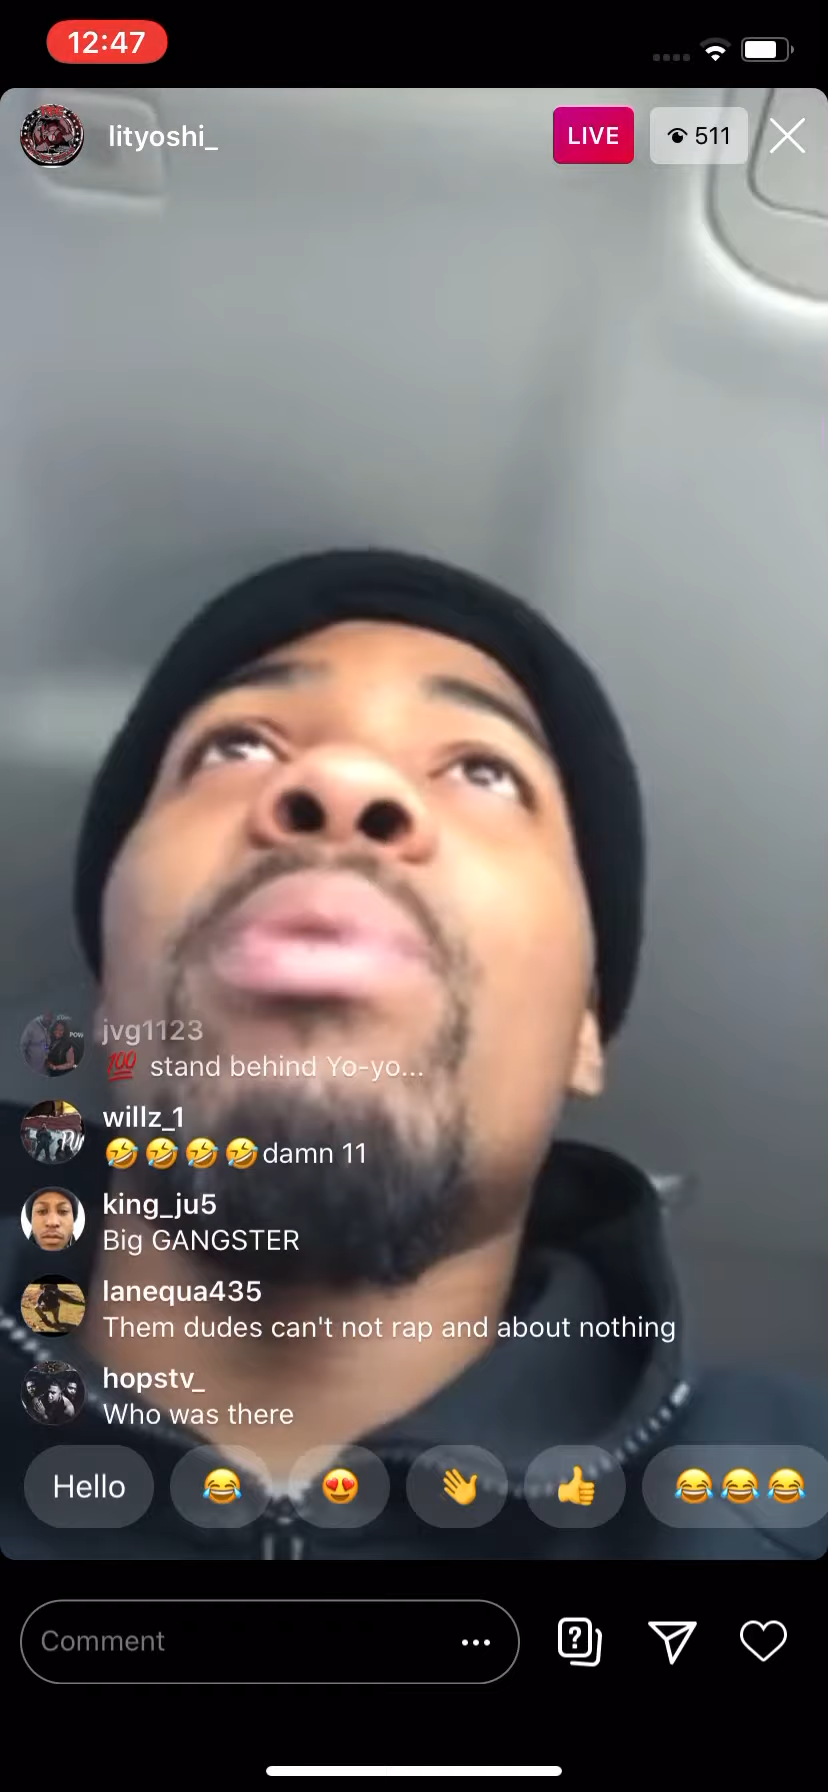 12:47
lityoshi_
LIVE
511
jvg1123
💯 stand behind Yo-yo...
willz_1
🤣🤣🤣🤣damn 11
king_ju5
Big GANGSTER
lanequa435
Them dudes can't not rap and about nothing
hopstv_
Who was there
Hello 😂 😍 👋 👍 😂😂😂
Comment